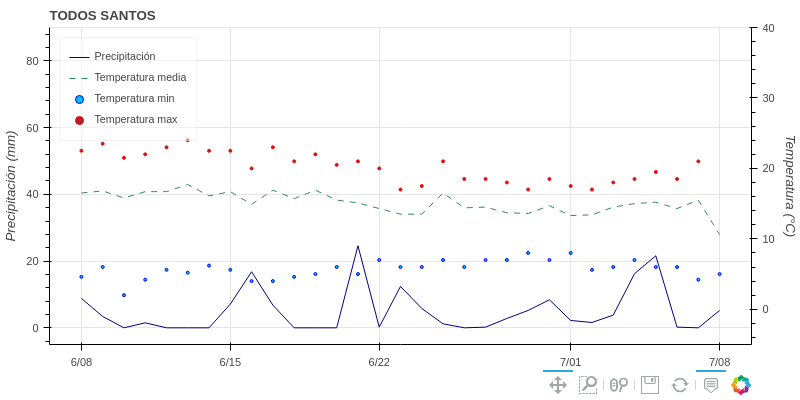 TODOS SANTOS
Precipitación
Temperatura media
Temperatura min
Temperatura max
Precipitación (mm)
80
60
40
20
0
Temperatura (°C)
40
30
20
10
0
6/08
6/15
6/22
7/01
7/08